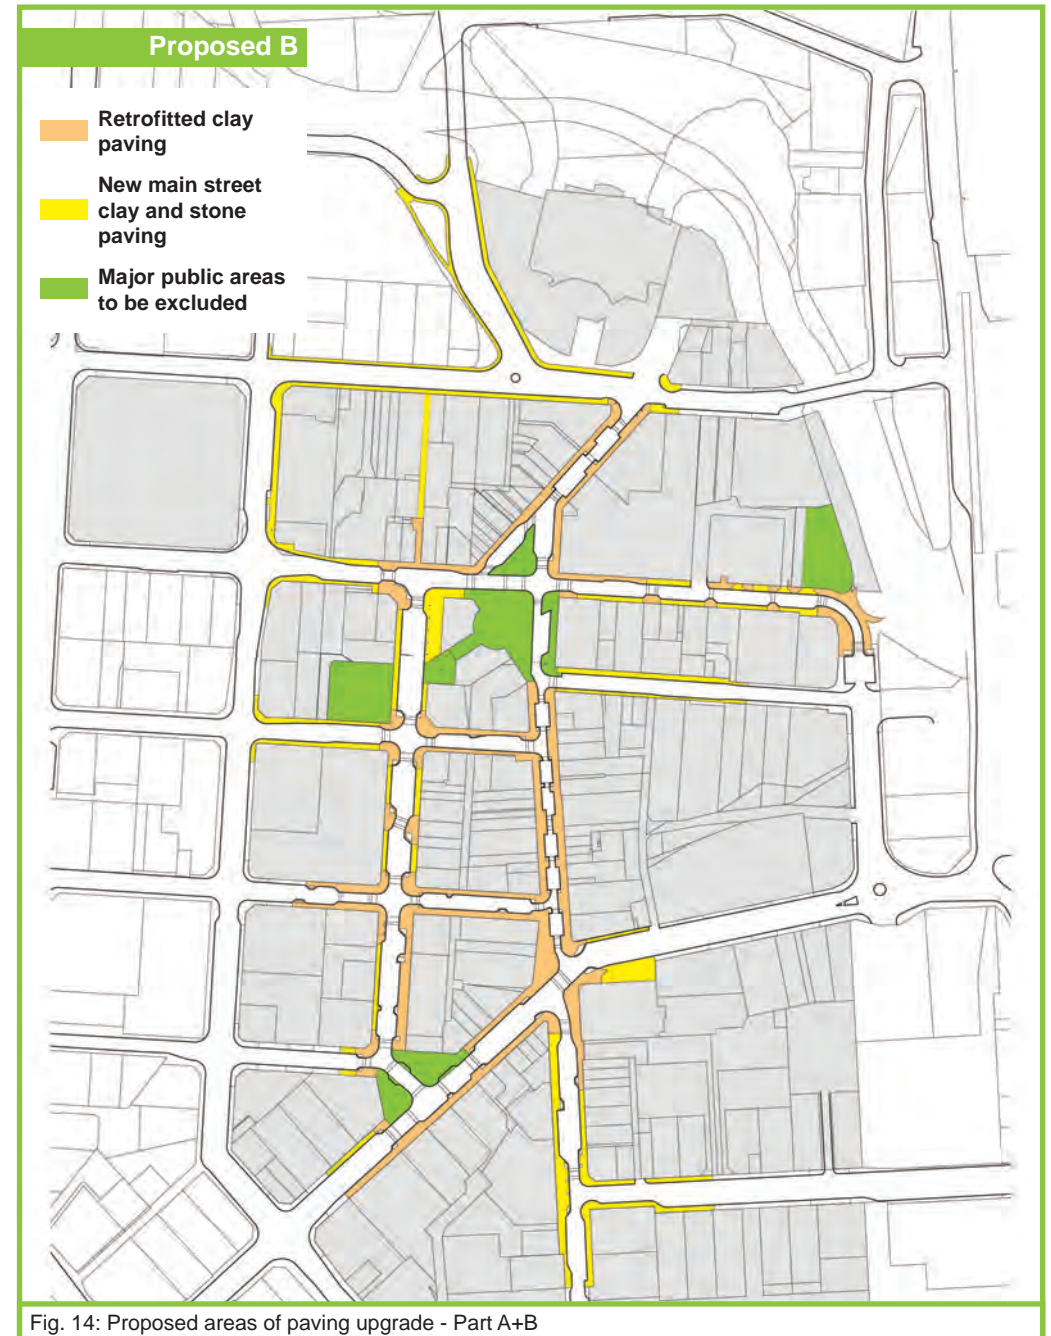 Proposed B
Retrofitted clay
paving
New main street
clay and stone
paving
Major public areas
to be excluded
Fig. 14: Proposed areas of paving upgrade - Part A+B